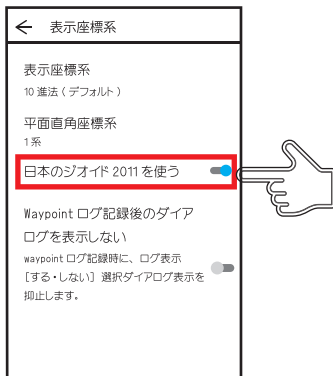 ← 表示座標系
表示座標系
10 進法 ( デフォルト )
平面直角座標系
1 系
日本のジオイド 2011 を使う
Waypoint ログ記録後のダイア
ログを表示しない
waypoint ログ記録時に、ログ表示
[する・しない] 選択ダイアログ表示を
抑止します。